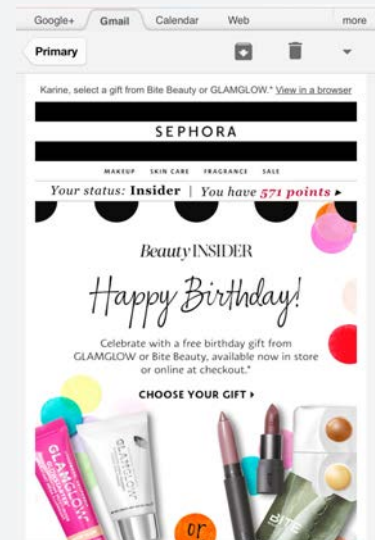 Google+ Gmail Calendar Web more
Primary
Karine, select a gift from Bite Beauty or GLAMGLOW.* View in a browser
SEPHORA
MAKEUP SKIN CARE FRAGRANCE SALE
Your status: Insider | You have 571 points ▸
Beauty INSIDER
Happy Birthday!
Celebrate with a free birthday gift from
GLAMGLOW or Bite Beauty, available now in store
or online at checkout.*
CHOOSE YOUR GIFT ▸
GLAMGLOW
GLAMGLOW
or
BITE